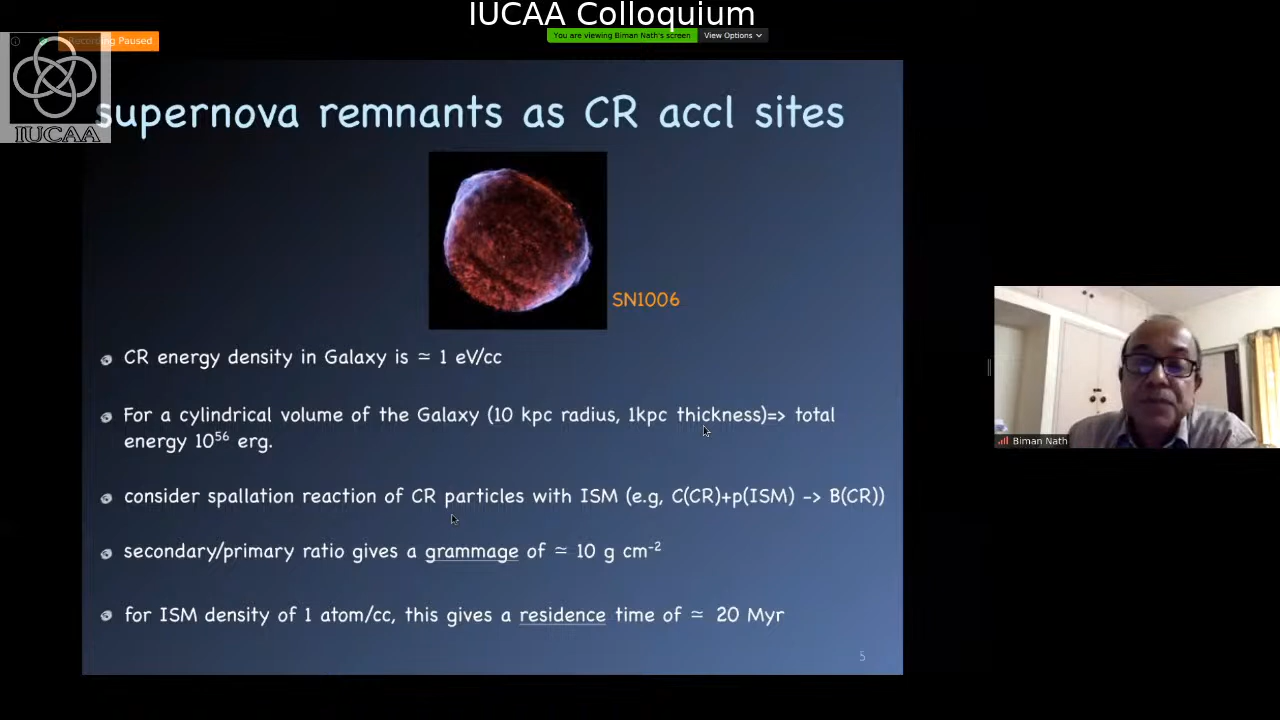 IUCAA Colloquium
Recording Paused
You are viewing Biman Nath's screen View Options
IUCAA
supernova remnants as CR accl sites
SN1006
CR energy density in Galaxy is ≃ 1 eV/cc
For a cylindrical volume of the Galaxy (10 kpc radius, 1kpc thickness)=> total
energy 10⁵⁶ erg.
consider spallation reaction of CR particles with ISM (e.g, C(CR)+p(ISM) -> B(CR))
secondary/primary ratio gives a grammage of ≃ 10 g cm⁻²
for ISM density of 1 atom/cc, this gives a residence time of ≃ 20 Myr
5
Biman Nath